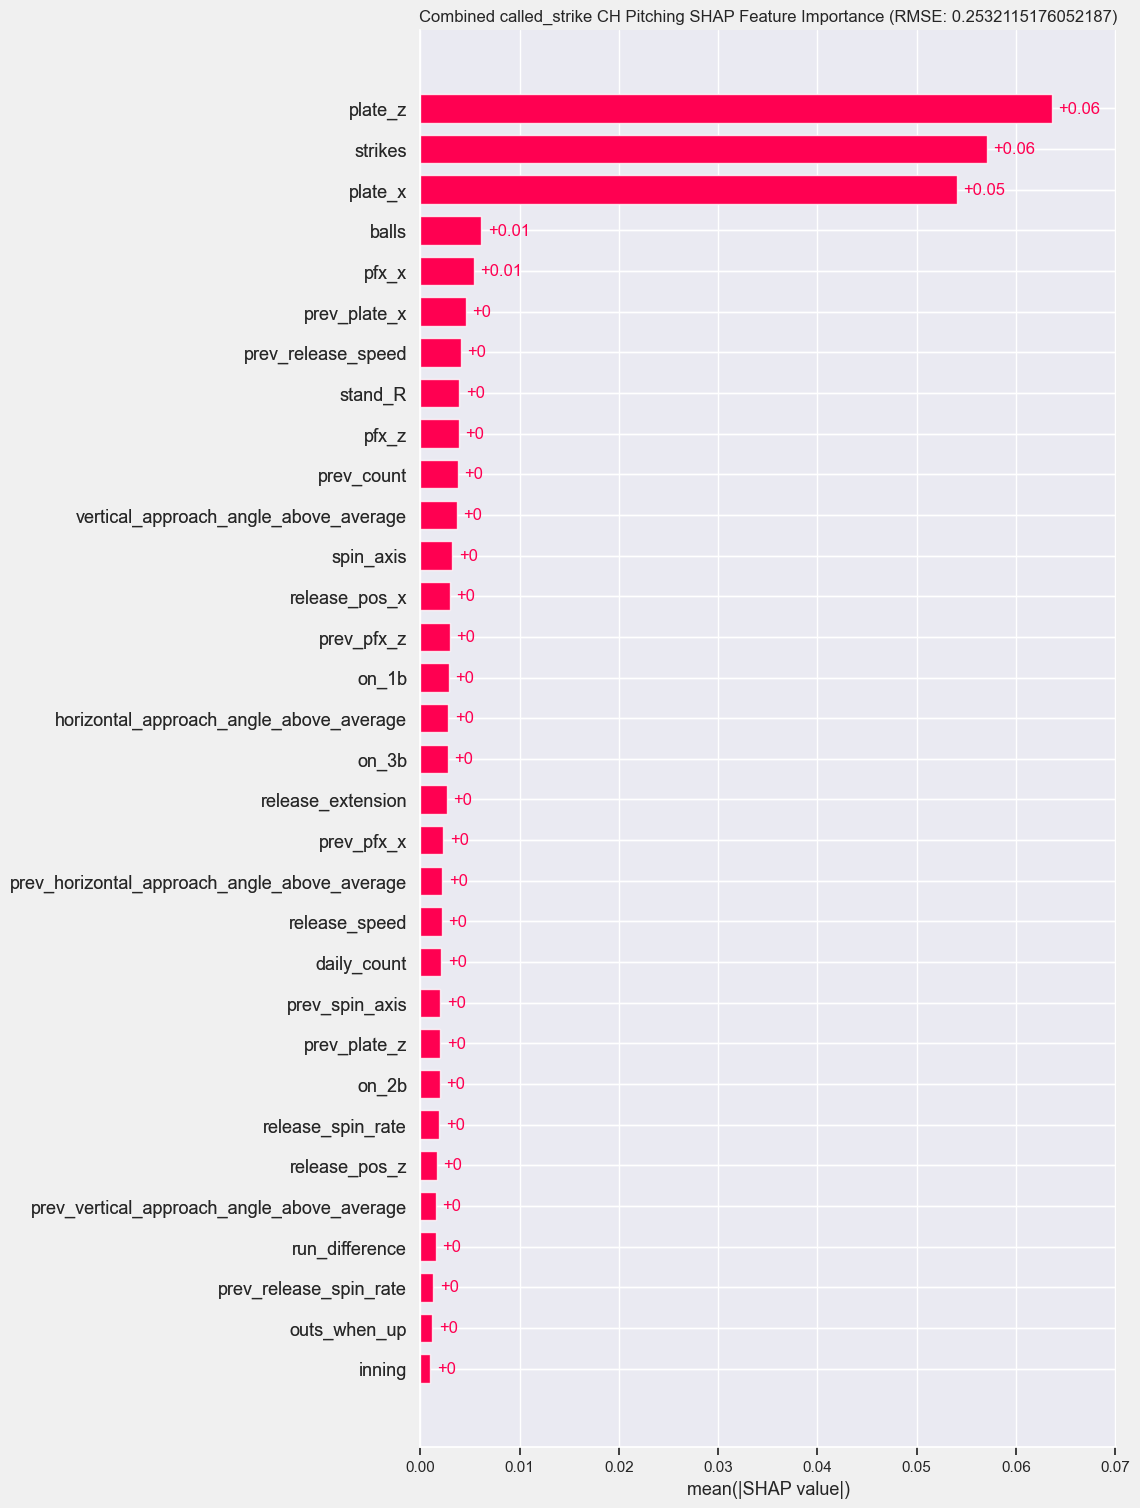 Combined called_strike CH Pitching SHAP Feature Importance (RMSE: 0.2532115176052187)
plate_z +0.06
strikes +0.06
plate_x +0.05
balls +0.01
pfx_x +0.01
prev_plate_x +0
prev_release_speed +0
stand_R +0
pfx_z +0
prev_count +0
vertical_approach_angle_above_average +0
spin_axis +0
release_pos_x +0
prev_pfx_z +0
on_1b +0
horizontal_approach_angle_above_average +0
on_3b +0
release_extension +0
prev_pfx_x +0
prev_horizontal_approach_angle_above_average +0
release_speed +0
daily_count +0
prev_spin_axis +0
prev_plate_z +0
on_2b +0
release_spin_rate +0
release_pos_z +0
prev_vertical_approach_angle_above_average +0
run_difference +0
prev_release_spin_rate +0
outs_when_up +0
inning +0
0.00 0.01 0.02 0.03 0.04 0.05 0.06 0.07
mean(|SHAP value|)